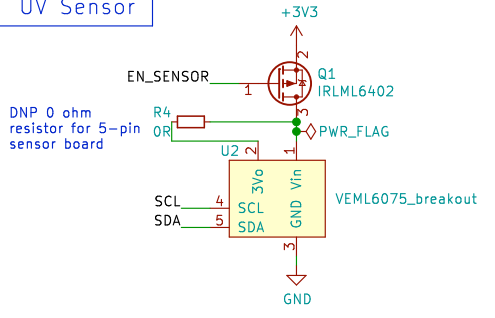 UV Sensor
+3V3
2
EN_SENSOR
1
Q1
IRLML6402
3
DNP 0 ohm
resistor for 5-pin
sensor board
R4
0R
PWR_FLAG
U2
2
1
3Vo
Vin
VEML6075_breakout
SCL
4
SCL
SDA
5
SDA
GND
3
GND